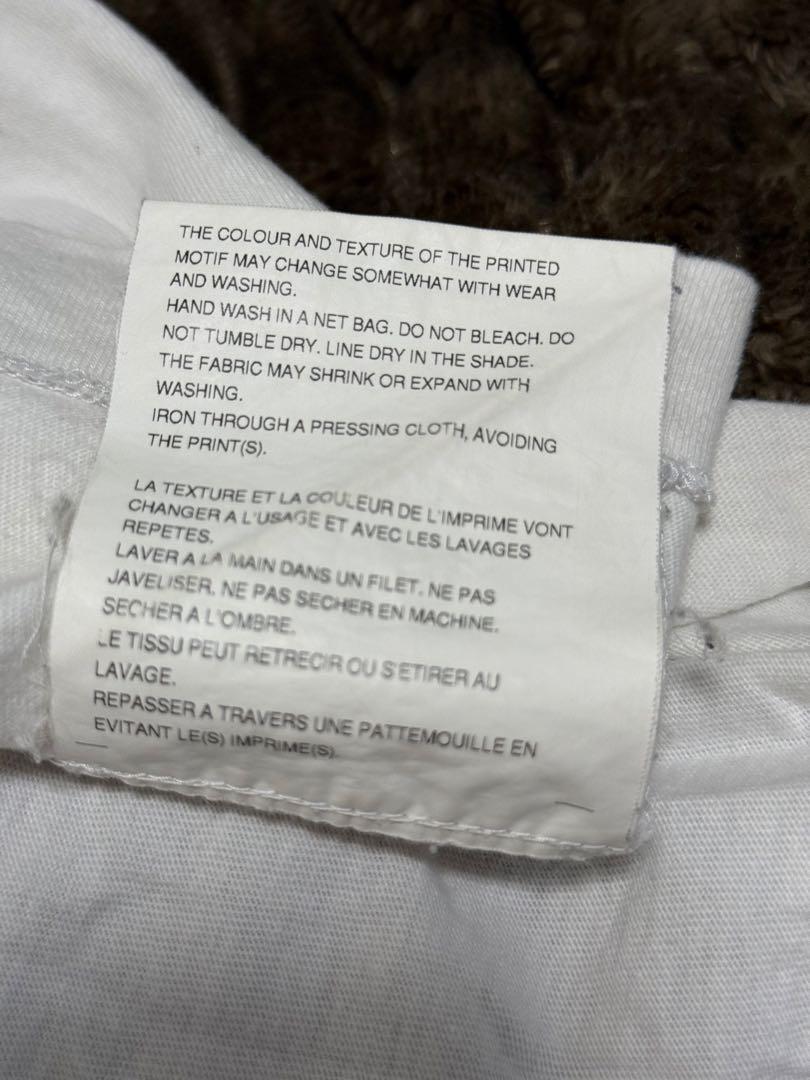 THE COLOUR AND TEXTURE OF THE PRINTED
MOTIF MAY CHANGE SOMEWHAT WITH WEAR
AND WASHING.
HAND WASH IN A NET BAG. DO NOT BLEACH. DO
NOT TUMBLE DRY. LINE DRY IN THE SHADE.
THE FABRIC MAY SHRINK OR EXPAND WITH
WASHING.
IRON THROUGH A PRESSING CLOTH, AVOIDING
THE PRINT(S).
LA TEXTURE ET LA COULEUR DE L'IMPRIME VONT
CHANGER A L'USAGE ET AVEC LES LAVAGES
REPETES.
LAVER A LA MAIN DANS UN FILET. NE PAS
JAVELISER. NE PAS SECHER EN MACHINE.
SECHER A L'OMBRE.
LE TISSU PEUT RETRECIR OU S'ETIRER AU
LAVAGE.
REPASSER A TRAVERS UNE PATTEMOUILLE EN
EVITANT LE(S) IMPRIME(S).